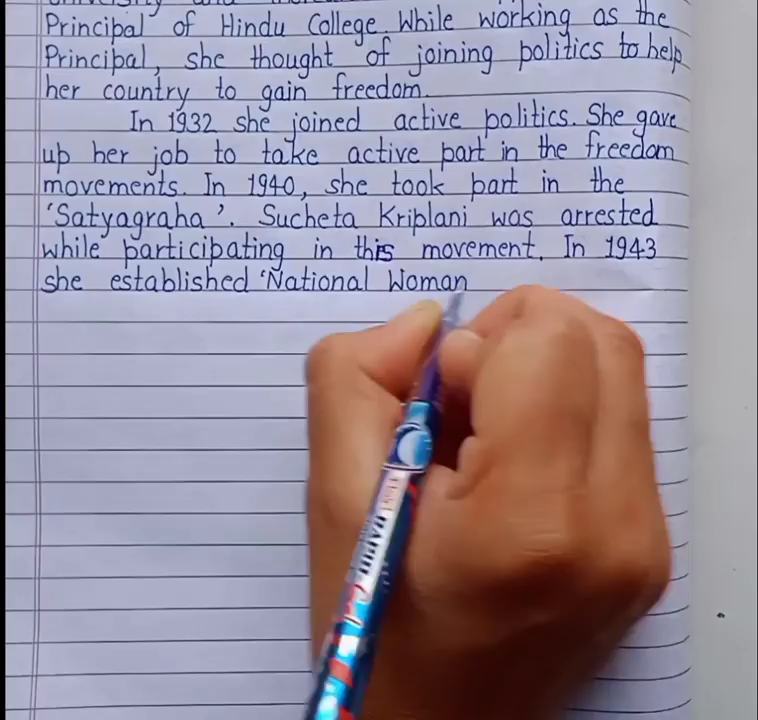 Principal of Hindu College. While working as the
Principal, she thought of joining politics to help
her country to gain freedom.
In 1932 she joined active politics. She gave
up her job to take active part in the freedom
movements. In 1940, she took part in the
'Satyagraha'. Sucheta Kriplani was arrested
while participating in this movement. In 1943
she established 'National Woman